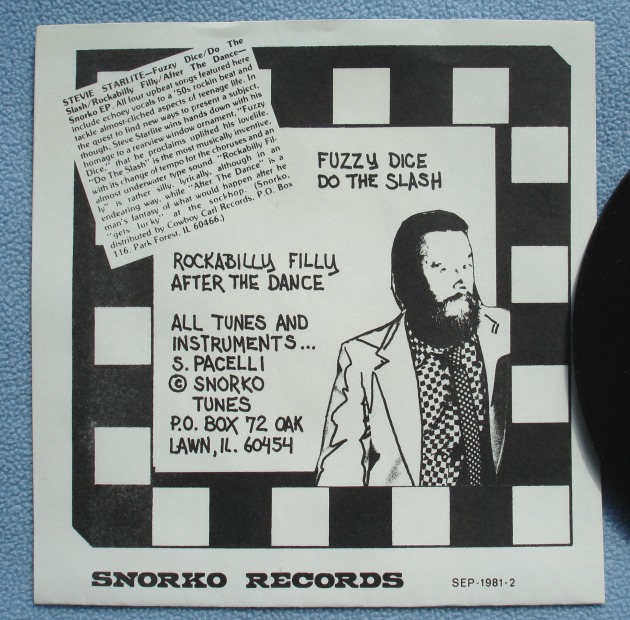 STEVIE STARLITE—Fuzzy Dice/Do The
Slash/Rockabilly Filly/After The Dance—
Snorko EP. All four upbeat songs featured here
include echoey vocals to a '50s rockin beat and
tackle almost-cliched aspects of teenage life. In
the quest to find new ways to present a subject,
though, Steve Starlite wins hands down with his
homage to a rearview window ornament, "Fuzzy
Dice," that he proclaims uplifted his lovelife.
"Do The Slash" is the most musically inventive,
with its change of tempo for the choruses and an
almost underwater type sound. "Rockabilly Fil-
ly" is rather silly, lyrically, although in an
endearing way, while "After The Dance" is a
man's fantasy of what would happen after he
"gets lucky" at the sockhop. (Snorko,
distributed by Cowboy Carl Records, P.O. Box
116, Park Forest, IL 60466.)
FUZZY DICE
DO THE SLASH
ROCKABILLY FILLY
AFTER THE DANCE
ALL TUNES AND
INSTRUMENTS...
S. PACELLI
© SNORKO
TUNES
P.O. BOX 72 OAK
LAWN, IL. 60454
SNORKO RECORDS
SEP-1981-2